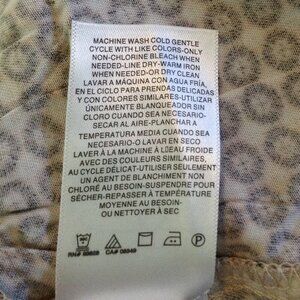 MACHINE WASH COLD GENTLE
CYCLE WITH LIKE COLORS-ONLY
NON-CHLORINE BLEACH WHEN
NEEDED-LINE DRY-WARM IRON
WHEN NEEDED-OR DRY CLEAN
LAVAR A MÁQUINA CON AGUA FRÍA,
EN EL CICLO PARA PRENDAS DELICADAS
Y CON COLORES SIMILARES-UTILIZAR
ÚNICAMENTE BLANQUEADOR SIN
CLORO CUANDO SEA NECESARIO-
SECAR AL AIRE-PLANCHAR A
TEMPERATURA MEDIA CUANDO SEA
NECESARIO-O LAVAR EN SECO
LAVER À LA MACHINE À L'EAU FROIDE
AVEC DES COULEURS SIMILAIRES,
AU CYCLE DÉLICAT-UTILISER SEULEMENT
UN AGENT DE BLANCHIMENT NON
CHLORÉ AU BESOIN-SUSPENDRE POUR
SÉCHER-REPASSER À TEMPÉRATURE
MOYENNE AU BESOIN-
OU NETTOYER À SEC
P
RN# CA#